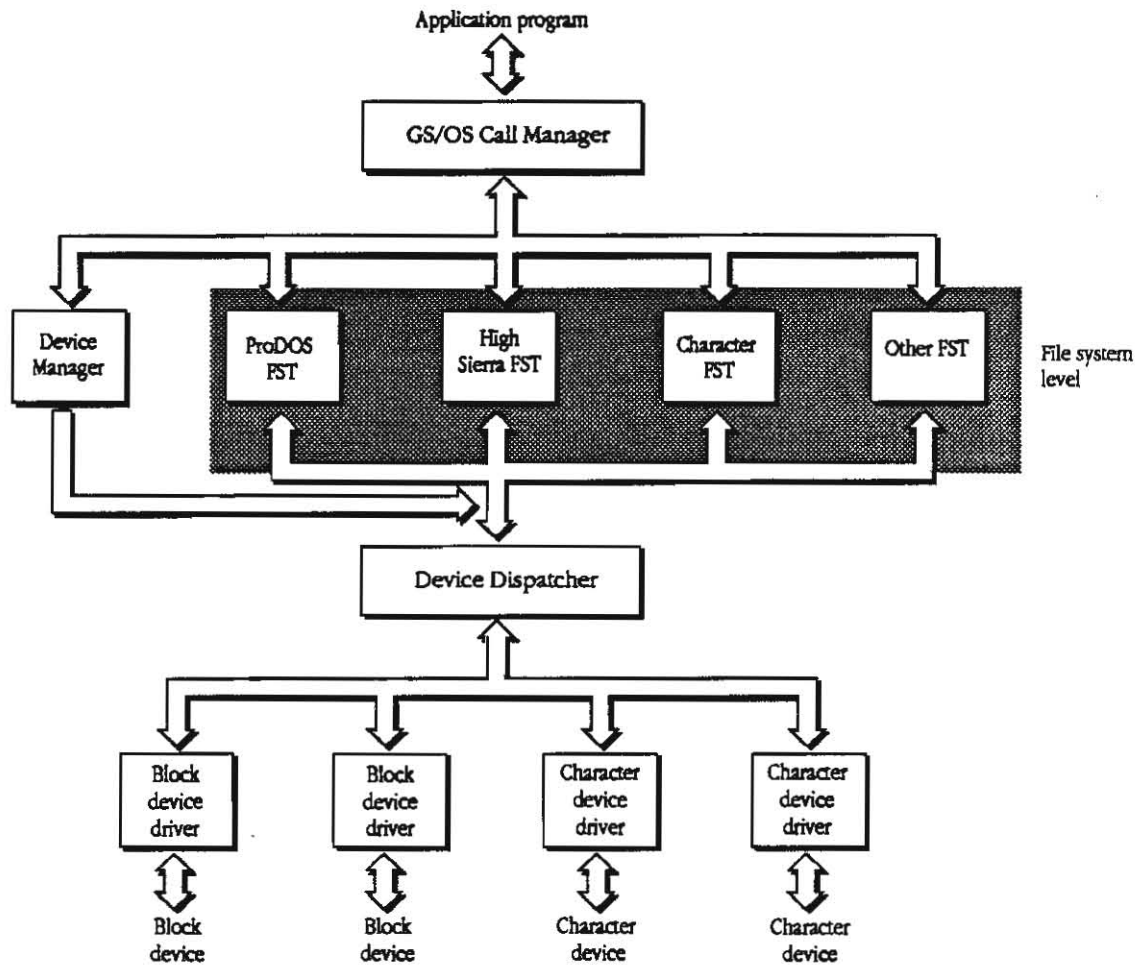 Application program
GS/OS Call Manager
Device
Manager
ProDOS
FST
High
Sierra FST
Character
FST
Other FST
File system
level
Device Dispatcher
Block
device
driver
Block
device
driver
Character
device
driver
Character
device
driver
Block
device
Block
device
Character
device
Character
device